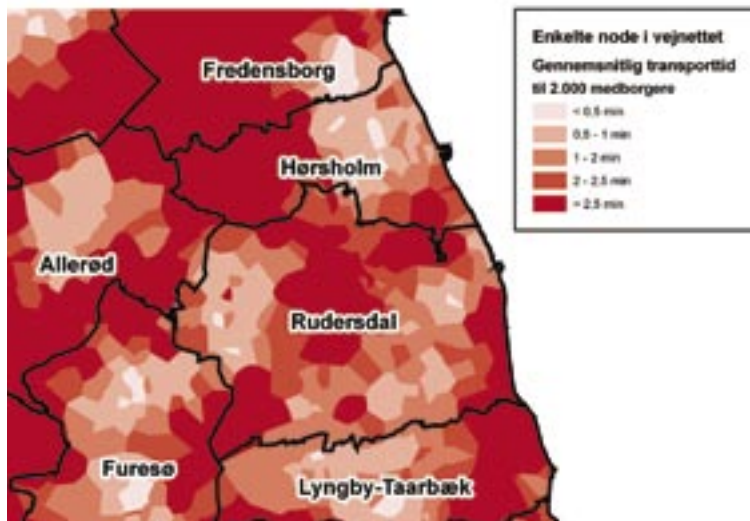 Fredensborg
Hørsholm
Allerød
Rudersdal
Furesø
Lyngby-Taarbæk
Enkelte node i vejnettet
Gennemsnitlig transporttid
til 2.000 medborgere
< 0,5 min
0,5 - 1 min
1 - 2 min
2 - 2,5 min
> 2,5 min